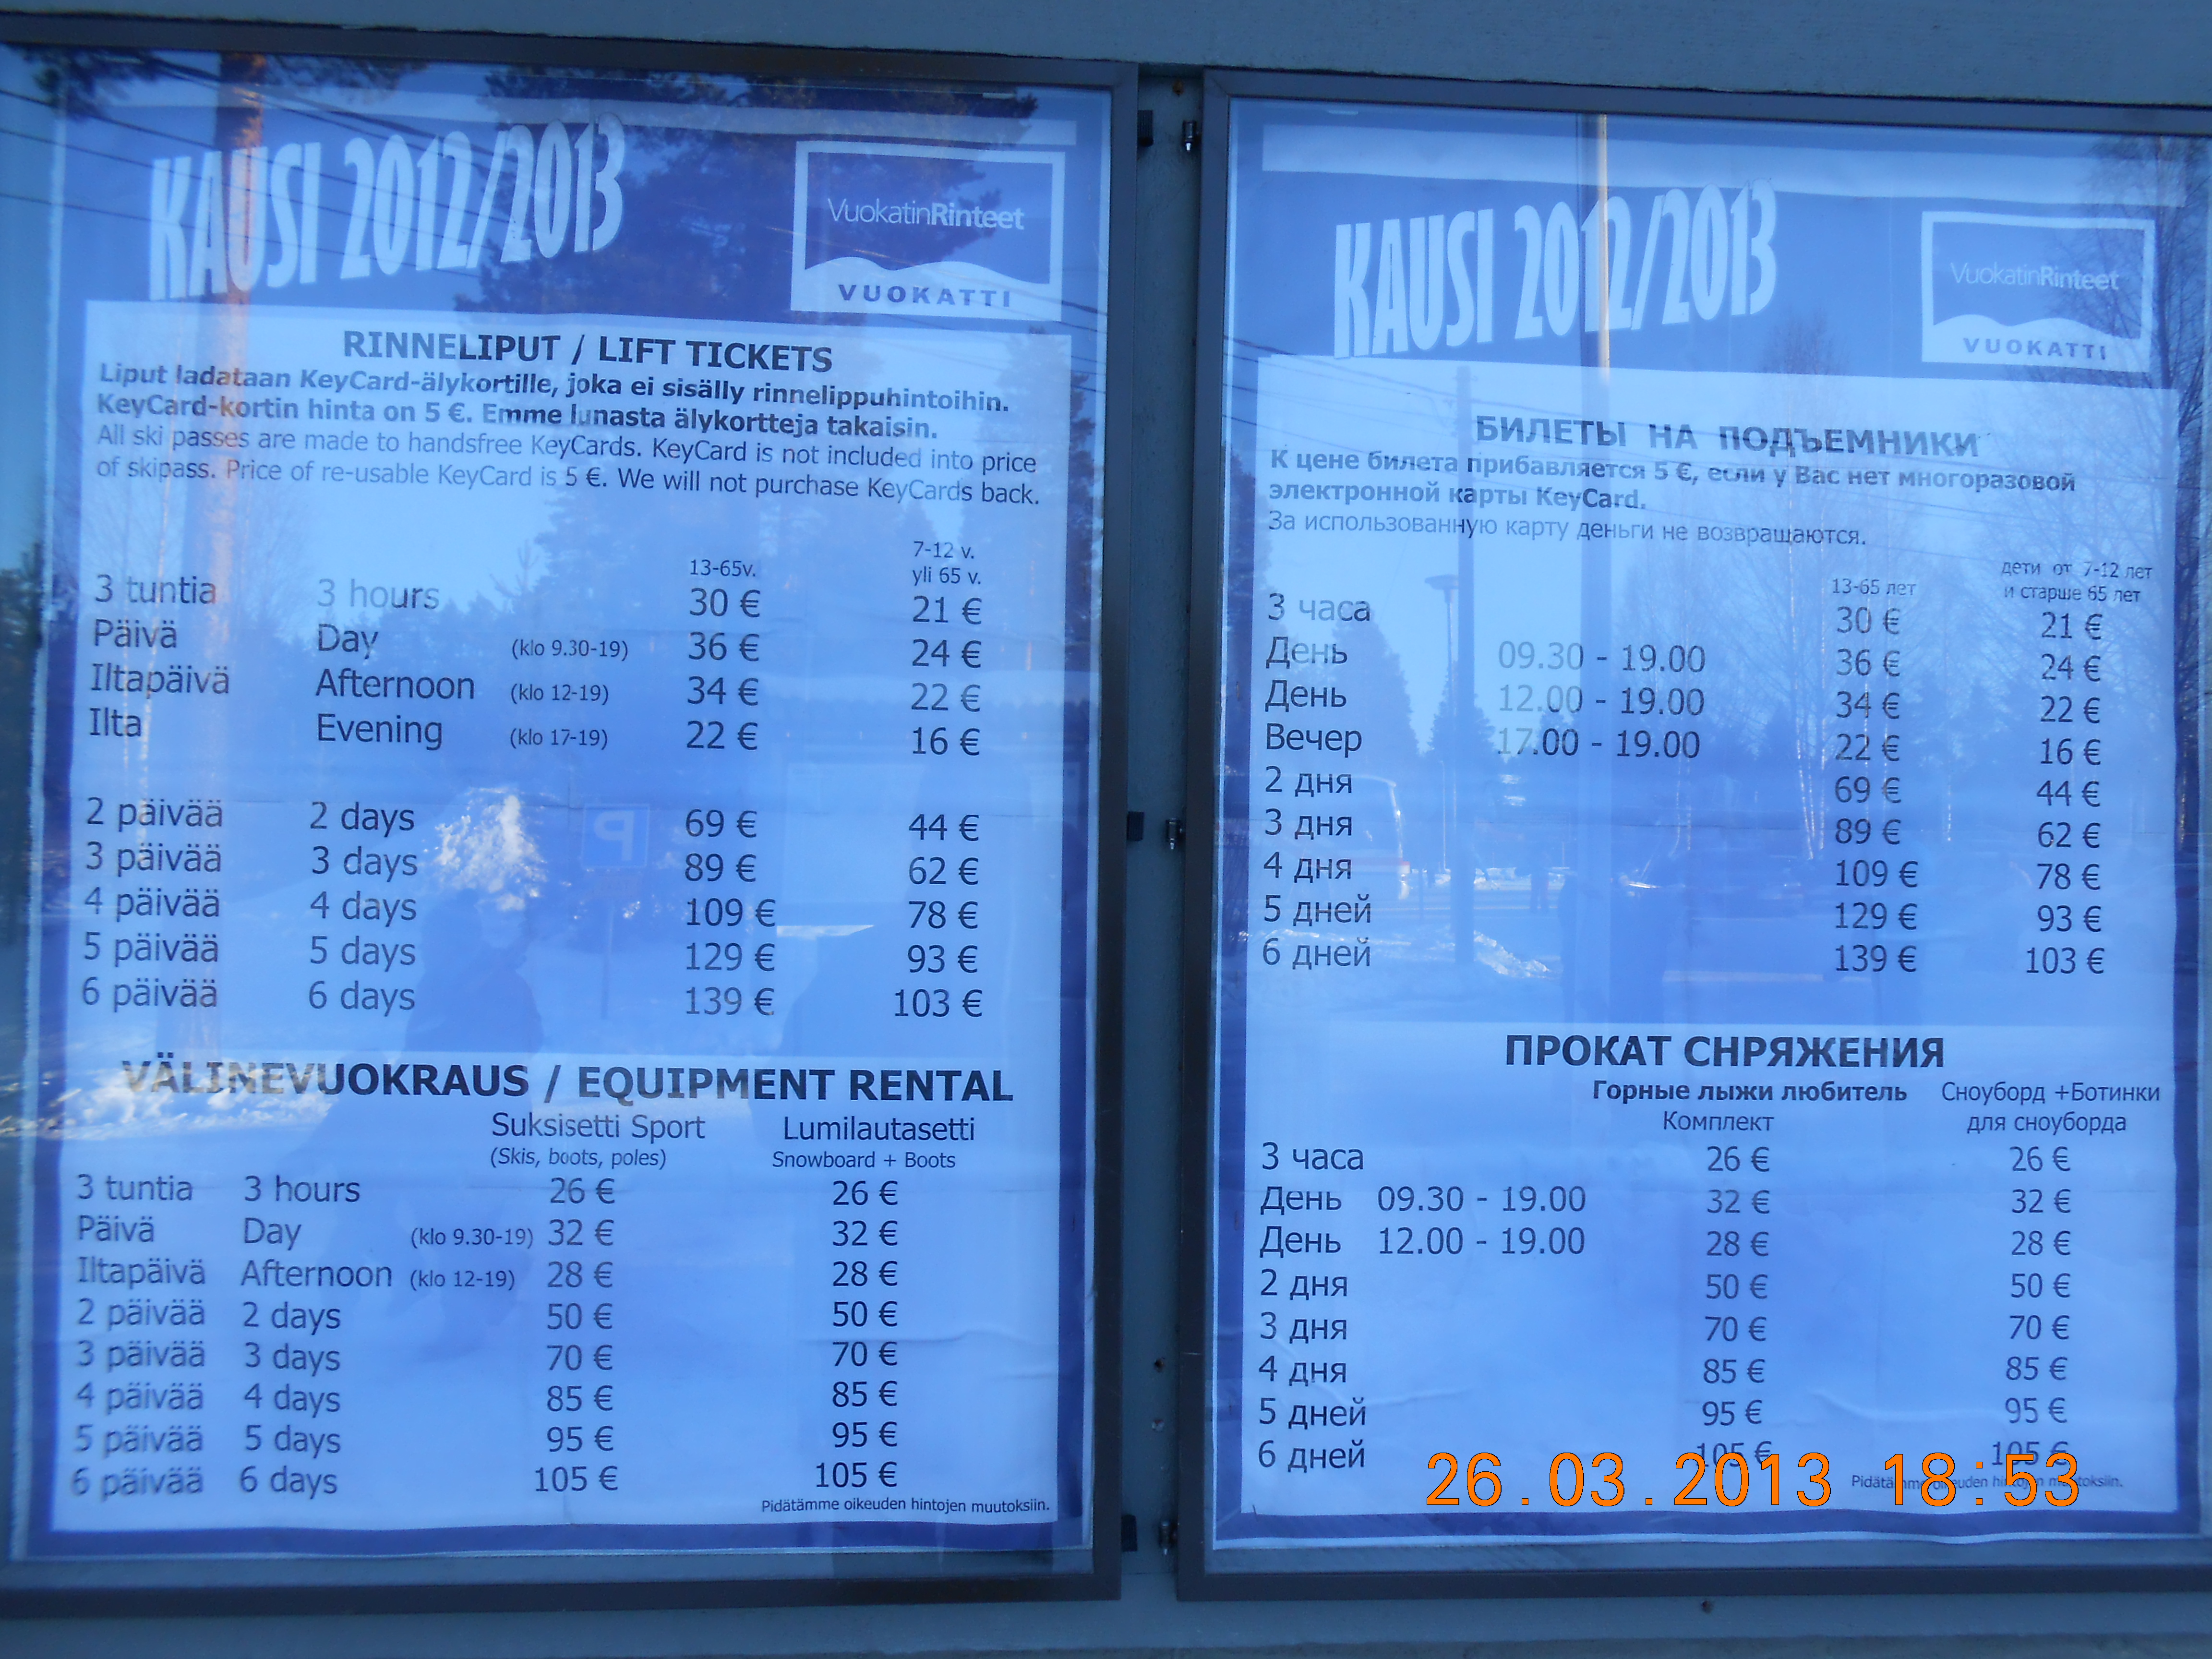 KAUSI 2012/2013
VuokatinRinteet
VUOKATTI
RINNELIPUT / LIFT TICKETS
Liput ladataan KeyCard-älykortille, joka ei sisälly rinnelippuhintoihin.
KeyCard-kortin hinta on 5 €. Emme lunasta älykortteja takaisin.
All ski passes are made to handsfree KeyCards. KeyCard is not included into price
of skipass. Price of re-usable KeyCard is 5 €. We will not purchase KeyCards back.
7-12 v.
13-65v. yli 65 v.
3 tuntia 3 hours 30 € 21 €
Päivä Day (klo 9.30-19) 36 € 24 €
Iltapäivä Afternoon (klo 12-19) 34 € 22 €
Ilta Evening (klo 17-19) 22 € 16 €
2 päivää 2 days 69 € 44 €
3 päivää 3 days 89 € 62 €
4 päivää 4 days 109 € 78 €
5 päivää 5 days 129 € 93 €
6 päivää 6 days 139 € 103 €
VÄLINEVUOKRAUS / EQUIPMENT RENTAL
Suksisetti Sport Lumilautasetti
(Skis, boots, poles) Snowboard + Boots
3 tuntia 3 hours 26 € 26 €
Päivä Day (klo 9.30-19) 32 € 32 €
Iltapäivä Afternoon (klo 12-19) 28 € 28 €
2 päivää 2 days 50 € 50 €
3 päivää 3 days 70 € 70 €
4 päivää 4 days 85 € 85 €
5 päivää 5 days 95 € 95 €
6 päivää 6 days 105 € 105 €
Pidätämme oikeuden hintojen muutoksiin.
KAUSI 2012/2013
VuokatinRinteet
VUOKATTI
БИЛЕТЫ НА ПОДЪЕМНИКИ
К цене билета прибавляется 5 €, если у Вас нет многоразовой
электронной карты KeyCard.
За использованную карту деньги не возвращаются.
дети от 7-12 лет
13-65 лет и старше 65 лет
3 часа 30 € 21 €
День 09.30 - 19.00 36 € 24 €
День 12.00 - 19.00 34 € 22 €
Вечер 17.00 - 19.00 22 € 16 €
2 дня 69 € 44 €
3 дня 89 € 62 €
4 дня 109 € 78 €
5 дней 129 € 93 €
6 дней 139 € 103 €
ПРОКАТ СНРЯЖЕНИЯ
Горные лыжи любитель Сноуборд +Ботинки
Комплект для сноуборда
3 часа 26 € 26 €
День 09.30 - 19.00 32 € 32 €
День 12.00 - 19.00 28 € 28 €
2 дня 50 € 50 €
3 дня 70 € 70 €
4 дня 85 € 85 €
5 дней 95 € 95 €
6 дней 105 € 105 €
Pidätämme oikeuden hintojen muutoksiin.
26.03.2013 18:53
P